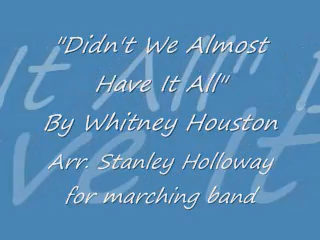 "Didn't We Almost
Have It All"
By Whitney Houston
Arr. Stanley Holloway
for marching band